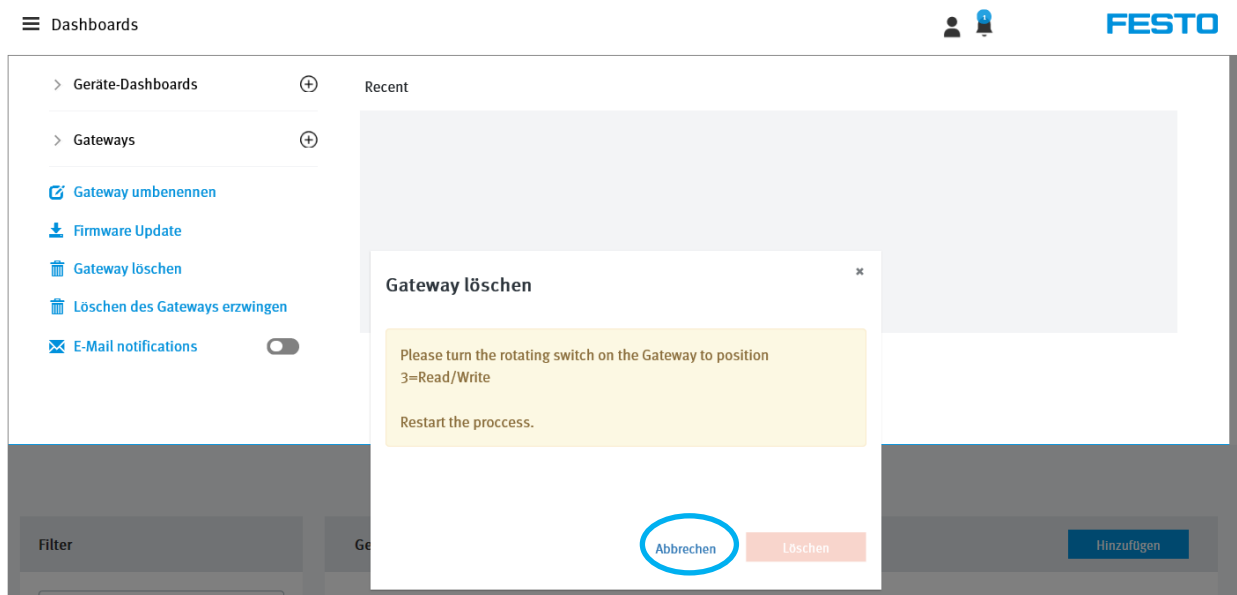 Dashboards
1
FESTO
Geräte-Dashboards
Recent
Gateways
Gateway umbenennen
Firmware Update
Gateway löschen
Löschen des Gateways erzwingen
E-Mail notifications
Gateway löschen
Please turn the rotating switch on the Gateway to position
3=Read/Write
Restart the proccess.
Abbrechen
Löschen
Filter
Ge
Hinzufügen